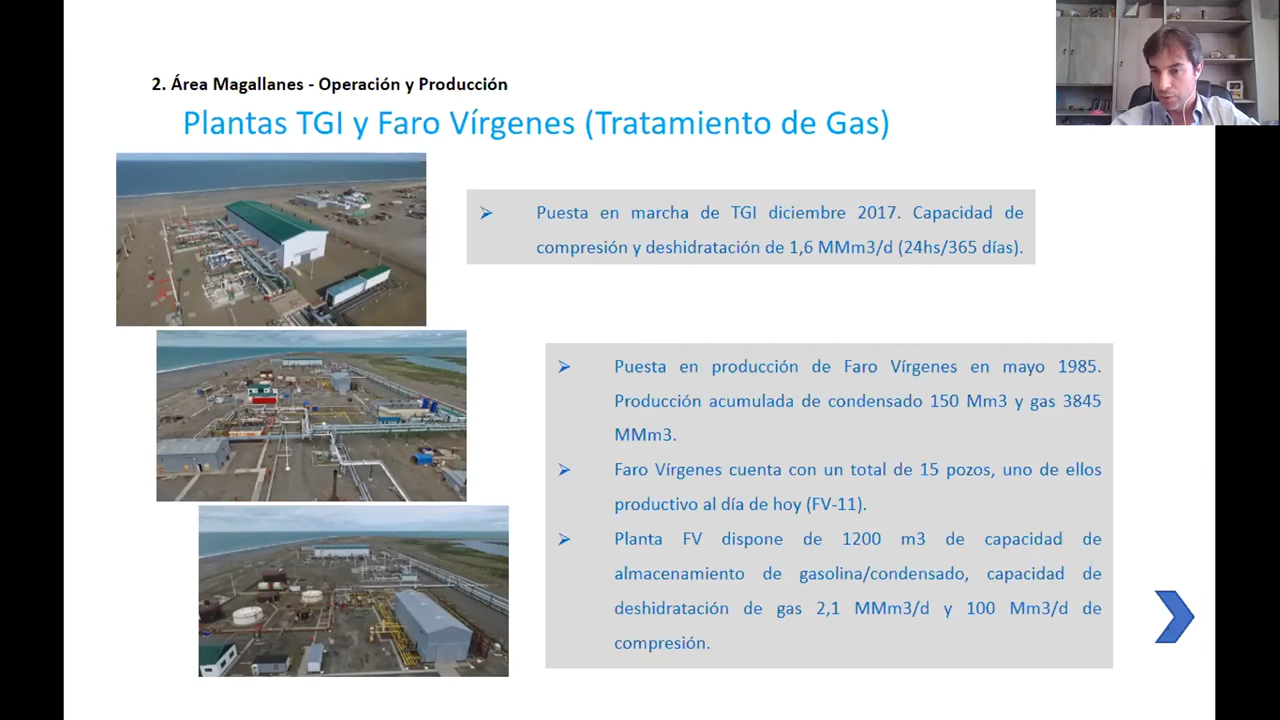 2. Área Magallanes - Operación y Producción
Plantas TGI y Faro Vírgenes (Tratamiento de Gas)
Puesta en marcha de TGI diciembre 2017. Capacidad de
compresión y deshidratación de 1,6 MMm3/d (24hs/365 días).
Puesta en producción de Faro Vírgenes en mayo 1985.
Producción acumulada de condensado 150 Mm3 y gas 3845
MMm3.
Faro Vírgenes cuenta con un total de 15 pozos, uno de ellos
productivo al día de hoy (FV-11).
Planta FV dispone de 1200 m3 de capacidad de
almacenamiento de gasolina/condensado, capacidad de
deshidratación de gas 2,1 MMm3/d y 100 Mm3/d de
compresión.